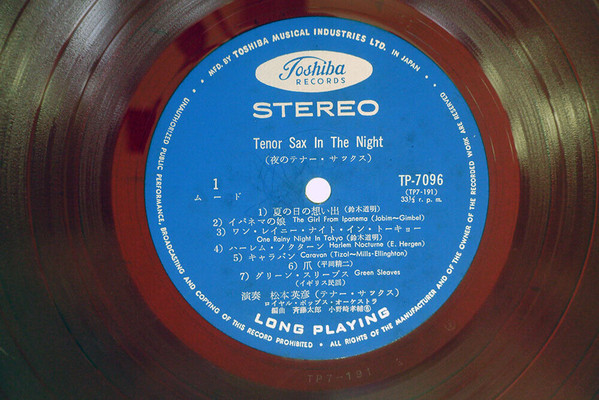 MFD. BY TOSHIBA MUSICAL INDUSTRIES LTD. IN JAPAN.
Toshiba
RECORDS
STEREO
Tenor Sax In The Night
(夜のテナー・サックス)
1
ムード
TP-7096
(TP7-191)
33⅓ r. p. m.
1) 夏の日の想い出 (鈴木道明)
2) イパネマの娘 The Girl From Ipanema (Jobim~Gimbel)
3) ワン・レイニー・ナイト・イン・トーキョー
One Rainy Night In Tokyo (鈴木道明)
4) ハーレム・ノクターン Harlem Nocturne (E. Hergen)
5) キャラバン Caravan (Tizol~Mills-Ellinghton)
6) 爪 (平岡精二)
7) グリーン・スリーブス Green Sleaves
(イギリス民謡)
演奏 松本英彦 (テナー・サックス)
ロイヤル・ポップス・オーケストラ
編曲 斉藤太郎 小野崎孝輔⑥
LONG PLAYING
UNAUTHORIZED PUBLIC PERFORMANCE, BROADCASTING AND COPYING OF THIS RECORD PROHIBITED • ALL RIGHTS OF THE MANUFACTURER AND OF THE OWNER OF THE RECORDED WORK ARE RESERVED
TP7-191 1